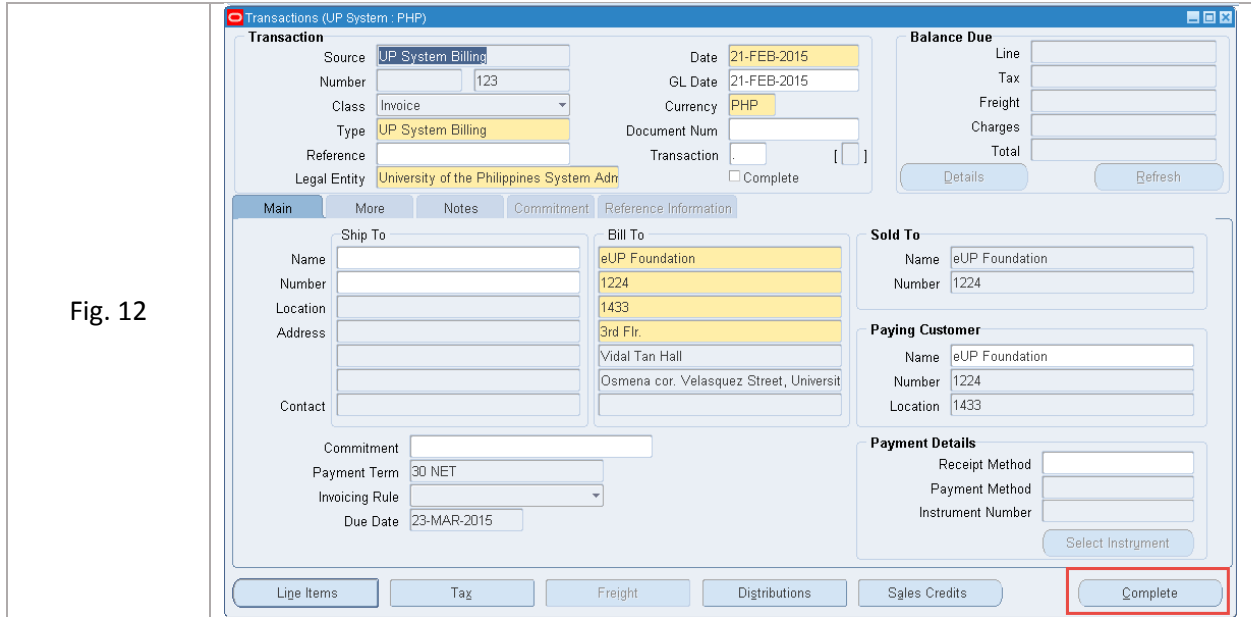 Fig. 12
Transactions (UP System : PHP)
Transaction
Source UP System Billing
Number 123
Class Invoice
Type UP System Billing
Reference
Legal Entity University of the Philippines System Adm
Date 21-FEB-2015
GL Date 21-FEB-2015
Currency PHP
Document Num
Transaction . [ ]
Complete
Balance Due
Line
Tax
Freight
Charges
Total
Details Refresh
Main More Notes Commitment Reference Information
Ship To
Name
Number
Location
Address
Contact
Bill To
eUP Foundation
1224
1433
3rd Flr.
Vidal Tan Hall
Osmena cor. Velasquez Street, Universit
Sold To
Name eUP Foundation
Number 1224
Paying Customer
Name eUP Foundation
Number 1224
Location 1433
Commitment
Payment Term 30 NET
Invoicing Rule
Due Date 23-MAR-2015
Payment Details
Receipt Method
Payment Method
Instrument Number
Select Instrument
Line Items Tax Freight Distributions Sales Credits Complete